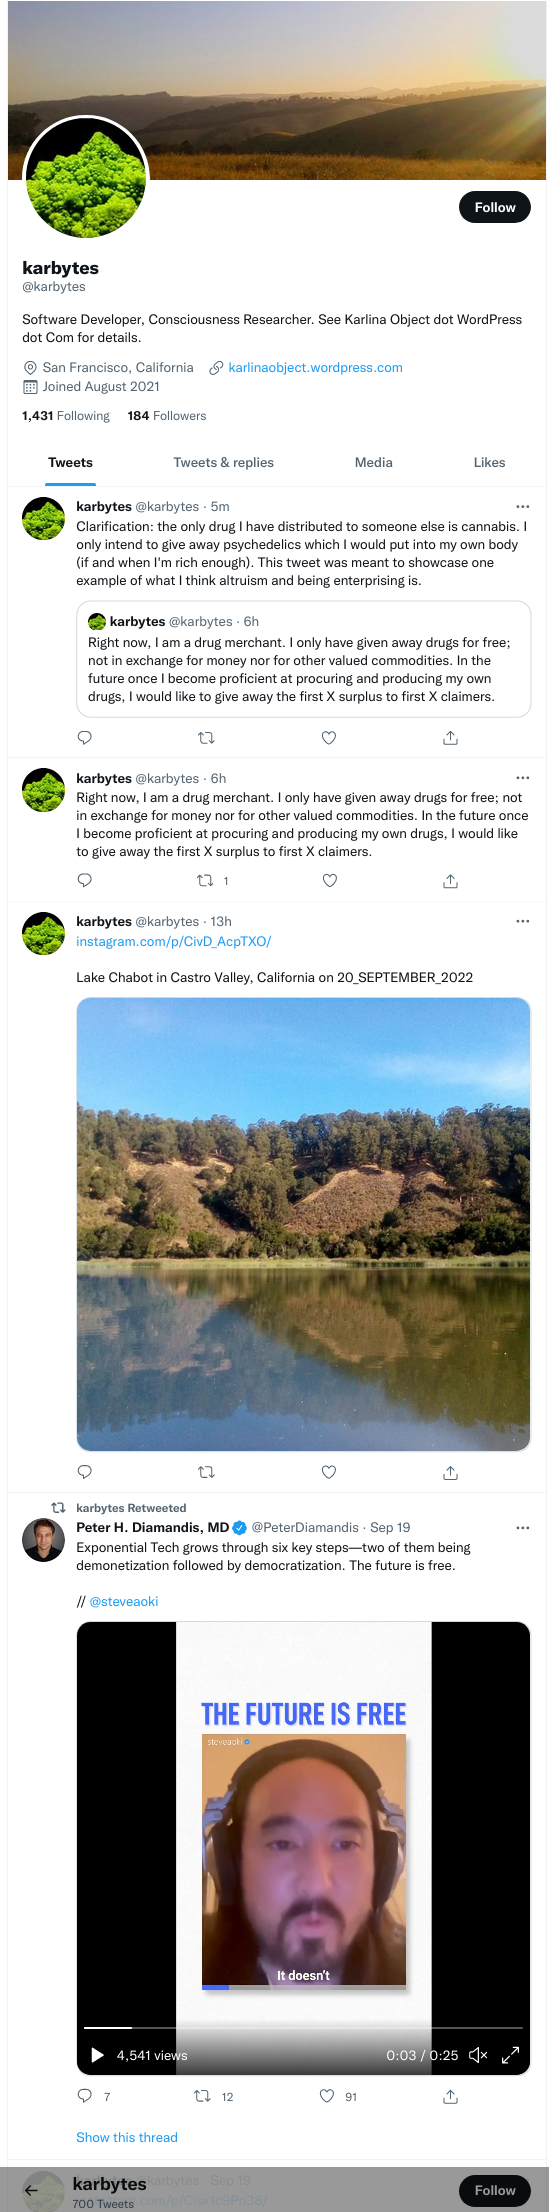 Follow
karbytes
@karbytes
Software Developer, Consciousness Researcher. See Karlina Object dot WordPress
dot Com for details.
San Francisco, California karlinaobject.wordpress.com
Joined August 2021
1,431 Following 184 Followers
Tweets Tweets & replies Media Likes
karbytes @karbytes · 5m
Clarification: the only drug I have distributed to someone else is cannabis. I
only intend to give away psychedelics which I would put into my own body
(if and when I'm rich enough). This tweet was meant to showcase one
example of what I think altruism and being enterprising is.
karbytes @karbytes · 6h
Right now, I am a drug merchant. I only have given away drugs for free;
not in exchange for money nor for other valued commodities. In the
future once I become proficient at procuring and producing my own
drugs, I would like to give away the first X surplus to first X claimers.
karbytes @karbytes · 6h
Right now, I am a drug merchant. I only have given away drugs for free; not
in exchange for money nor for other valued commodities. In the future once
I become proficient at procuring and producing my own drugs, I would like
to give away the first X surplus to first X claimers.
1
karbytes @karbytes · 13h
instagram.com/p/CivD_AcpTXO/
Lake Chabot in Castro Valley, California on 20_SEPTEMBER_2022
karbytes Retweeted
Peter H. Diamandis, MD @PeterDiamandis · Sep 19
Exponential Tech grows through six key steps—two of them being
demonetization followed by democratization. The future is free.
// @steveaoki
THE FUTURE IS FREE
steveaoki
It doesn't
4,541 views 0:03 / 0:25
7 12 91
Show this thread
karbytes @karbytes · Sep 19
karbytes
700 Tweets
Follow